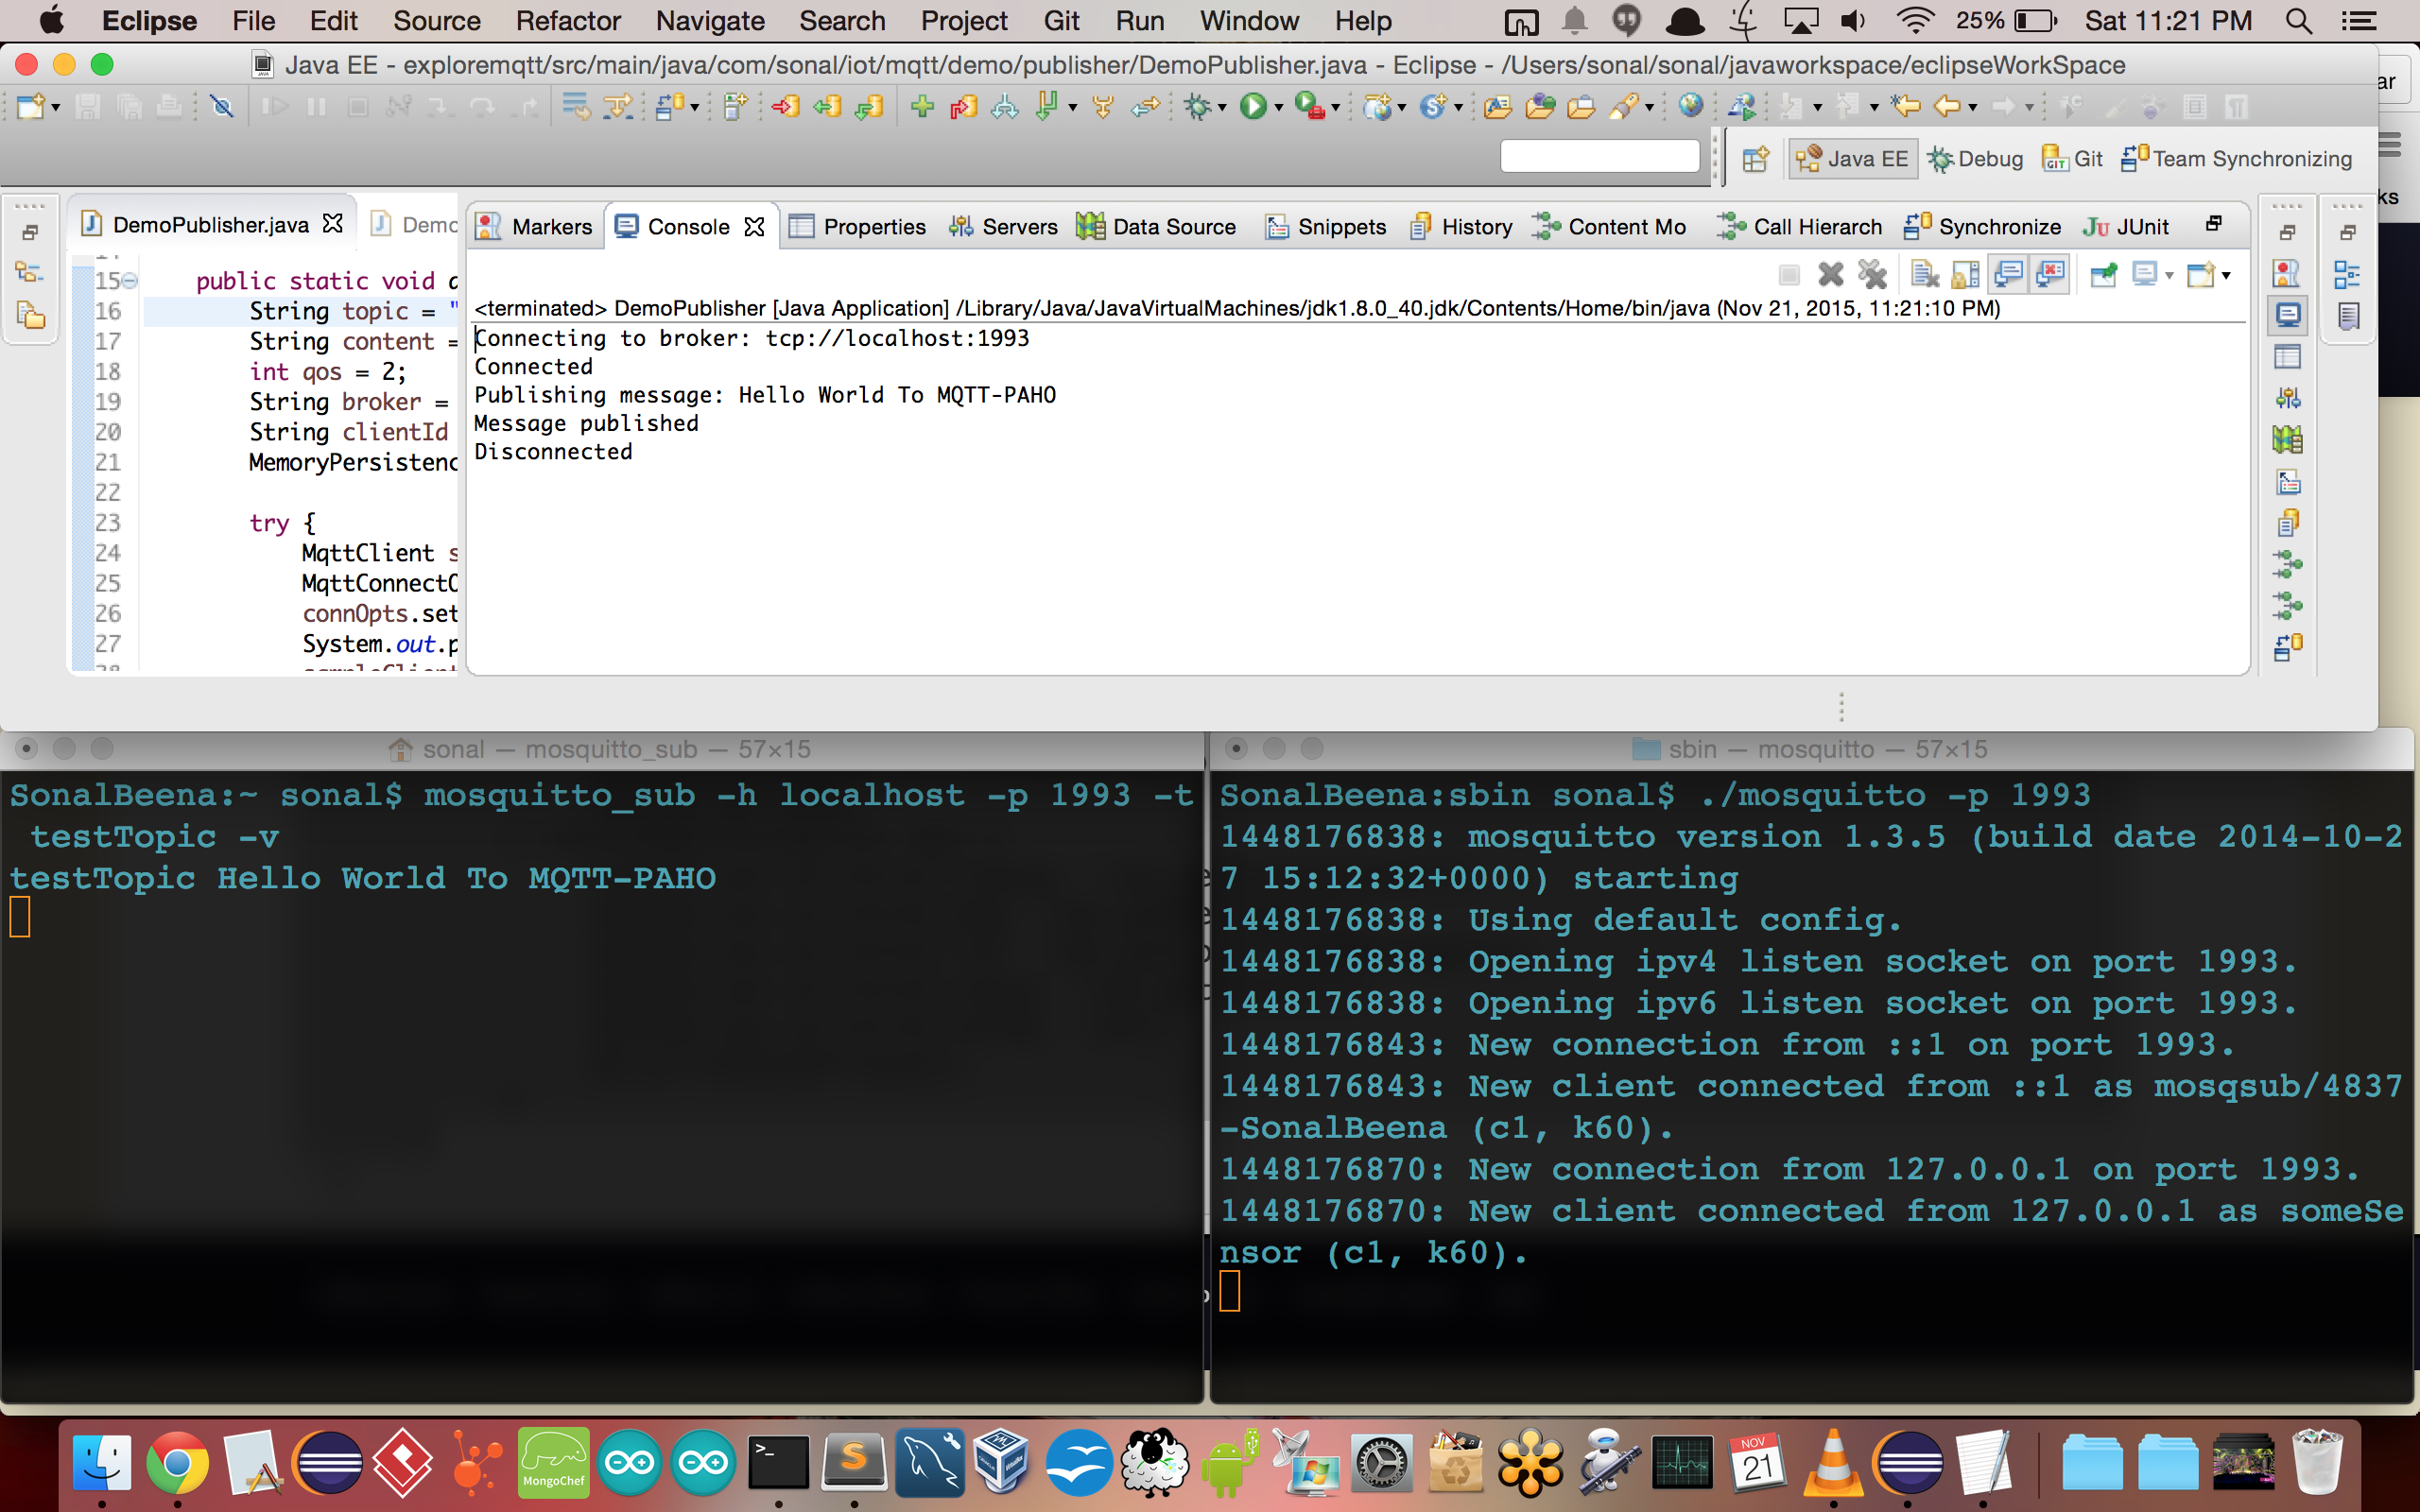 Eclipse File Edit Source Refactor Navigate Search Project Git Run Window Help 25% Sat 11:21 PM
Java EE - exploremqtt/src/main/java/com/sonal/iot/mqtt/demo/publisher/DemoPublisher.java - Eclipse - /Users/sonal/sonal/javaworkspace/eclipseWorkSpace
ar
Java EE Debug Git Team Synchronizing
ks
DemoPublisher.java Demo
Markers Console Properties Servers Data Source Snippets History Content Mo Call Hierarch Synchronize JUnit
15 public static void
16 String topic = "
17 String content =
18 int qos = 2;
19 String broker =
20 String clientId
21 MemoryPersistenc
22
23 try {
24 MqttClient s
25 MqttConnectO
26 connOpts.set
27 System.out.p
<terminated> DemoPublisher [Java Application] /Library/Java/JavaVirtualMachines/jdk1.8.0_40.jdk/Contents/Home/bin/java (Nov 21, 2015, 11:21:10 PM)
Connecting to broker: tcp://localhost:1993
Connected
Publishing message: Hello World To MQTT-PAHO
Message published
Disconnected
sonal — mosquitto_sub — 57×15
SonalBeena:~ sonal$ mosquitto_sub -h localhost -p 1993 -t
testTopic -v
testTopic Hello World To MQTT-PAHO
sbin — mosquitto — 57×15
SonalBeena:sbin sonal$ ./mosquitto -p 1993
1448176838: mosquitto version 1.3.5 (build date 2014-10-2
7 15:12:32+0000) starting
1448176838: Using default config.
1448176838: Opening ipv4 listen socket on port 1993.
1448176838: Opening ipv6 listen socket on port 1993.
1448176843: New connection from ::1 on port 1993.
1448176843: New client connected from ::1 as mosqsub/4837
-SonalBeena (c1, k60).
1448176870: New connection from 127.0.0.1 on port 1993.
1448176870: New client connected from 127.0.0.1 as someSe
nsor (c1, k60).
MongoChef
NOV
21